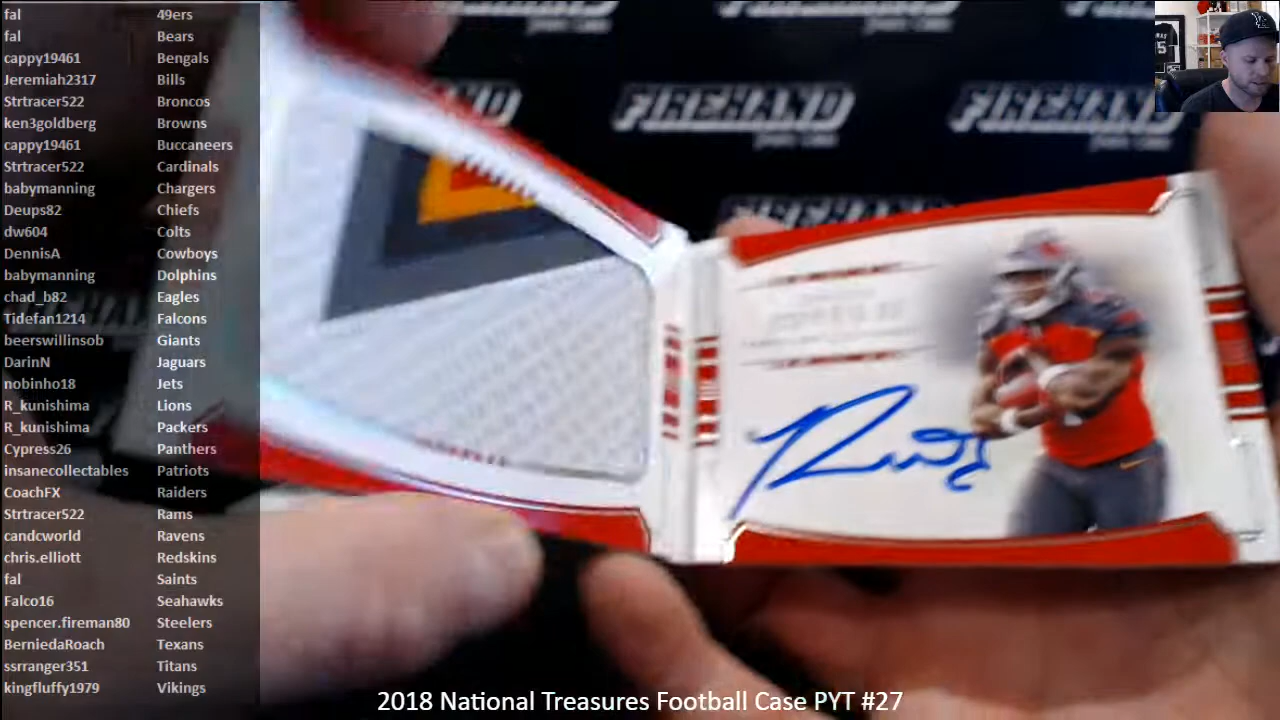 fal 49ers
fal Bears
cappy19461 Bengals
Jeremiah2317 Bills
Strtracer522 Broncos
ken3goldberg Browns
cappy19461 Buccaneers
Strtracer522 Cardinals
babymanning Chargers
Deups82 Chiefs
dw604 Colts
DennisA Cowboys
babymanning Dolphins
chad_b82 Eagles
Tidefan1214 Falcons
beerswillinsob Giants
DarinN Jaguars
nobinho18 Jets
R_kunishima Lions
R_kunishima Packers
Cypress26 Panthers
insanecollectables Patriots
CoachFX Raiders
Strtracer522 Rams
candcworld Ravens
chris.elliott Redskins
fal Saints
Falco16 Seahawks
spencer.fireman80 Steelers
BerniedaRoach Texans
ssrranger351 Titans
kingfluffy1979 Vikings
FIREHAND
FIREHAND
FIREHAND
2018 National Treasures Football Case PYT #27